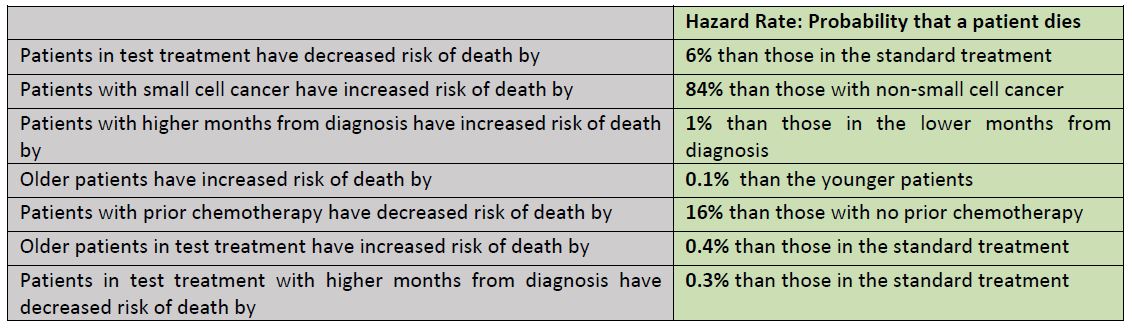 Hazard Rate: Probability that a patient dies
Patients in test treatment have decreased risk of death by
6% than those in the standard treatment
Patients with small cell cancer have increased risk of death by
84% than those with non-small cell cancer
Patients with higher months from diagnosis have increased risk of death
by
1% than those in the lower months from
diagnosis
Older patients have increased risk of death by
0.1% than the younger patients
Patients with prior chemotherapy have decreased risk of death by
16% than those with no prior chemotherapy
Older patients in test treatment have increased risk of death by
0.4% than those in the standard treatment
Patients in test treatment with higher months from diagnosis have
decreased risk of death by
0.3% than those in the standard treatment